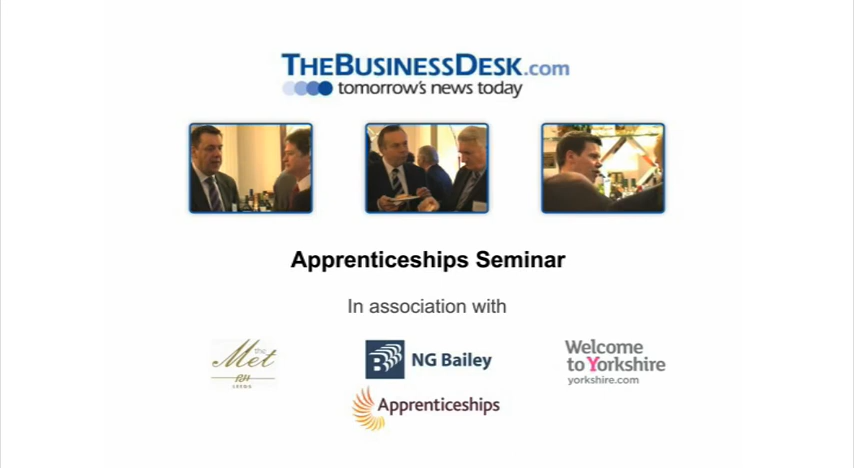 THEBUSINESSDESK.com
tomorrow's news today
Apprenticeships Seminar
In association with
the
Met
LEEDS
NG Bailey
Welcome
to Yorkshire
yorkshire.com
Apprenticeships